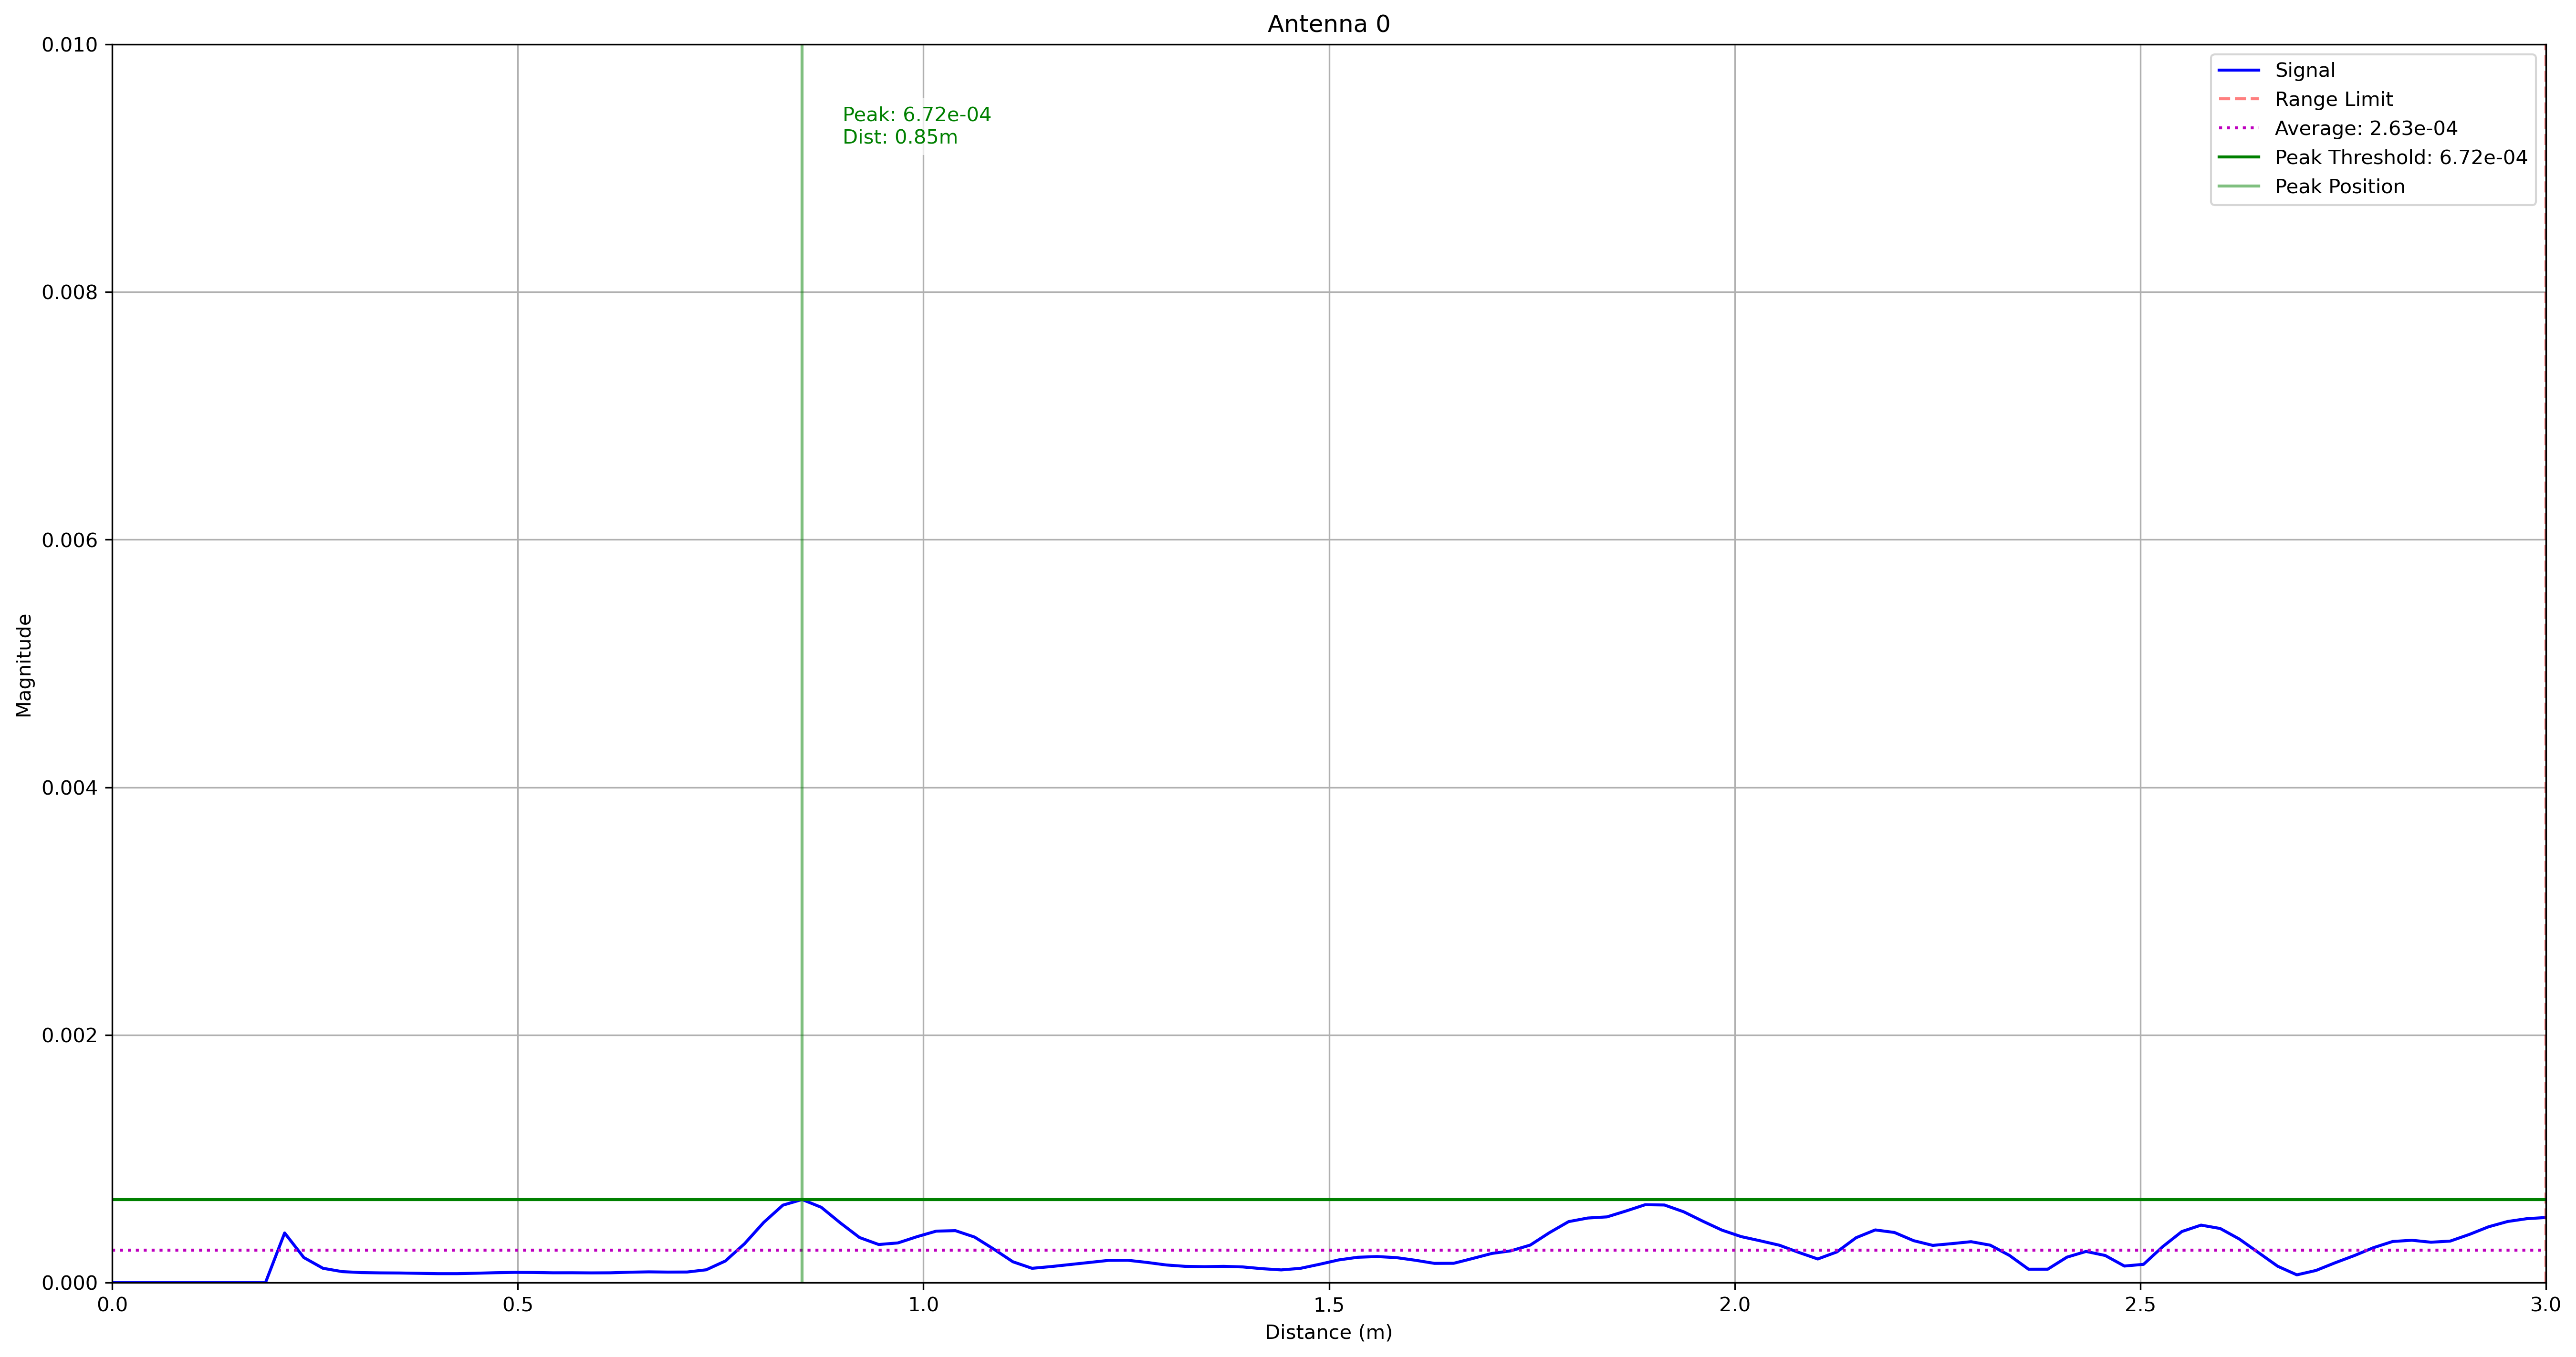 Antenna 0
0.010
0.008
0.006
0.004
0.002
0.000
Magnitude
Peak: 6.72e-04
Dist: 0.85m
Signal
Range Limit
Average: 2.63e-04
Peak Threshold: 6.72e-04
Peak Position
0.0 0.5 1.0 1.5 2.0 2.5 3.0
Distance (m)